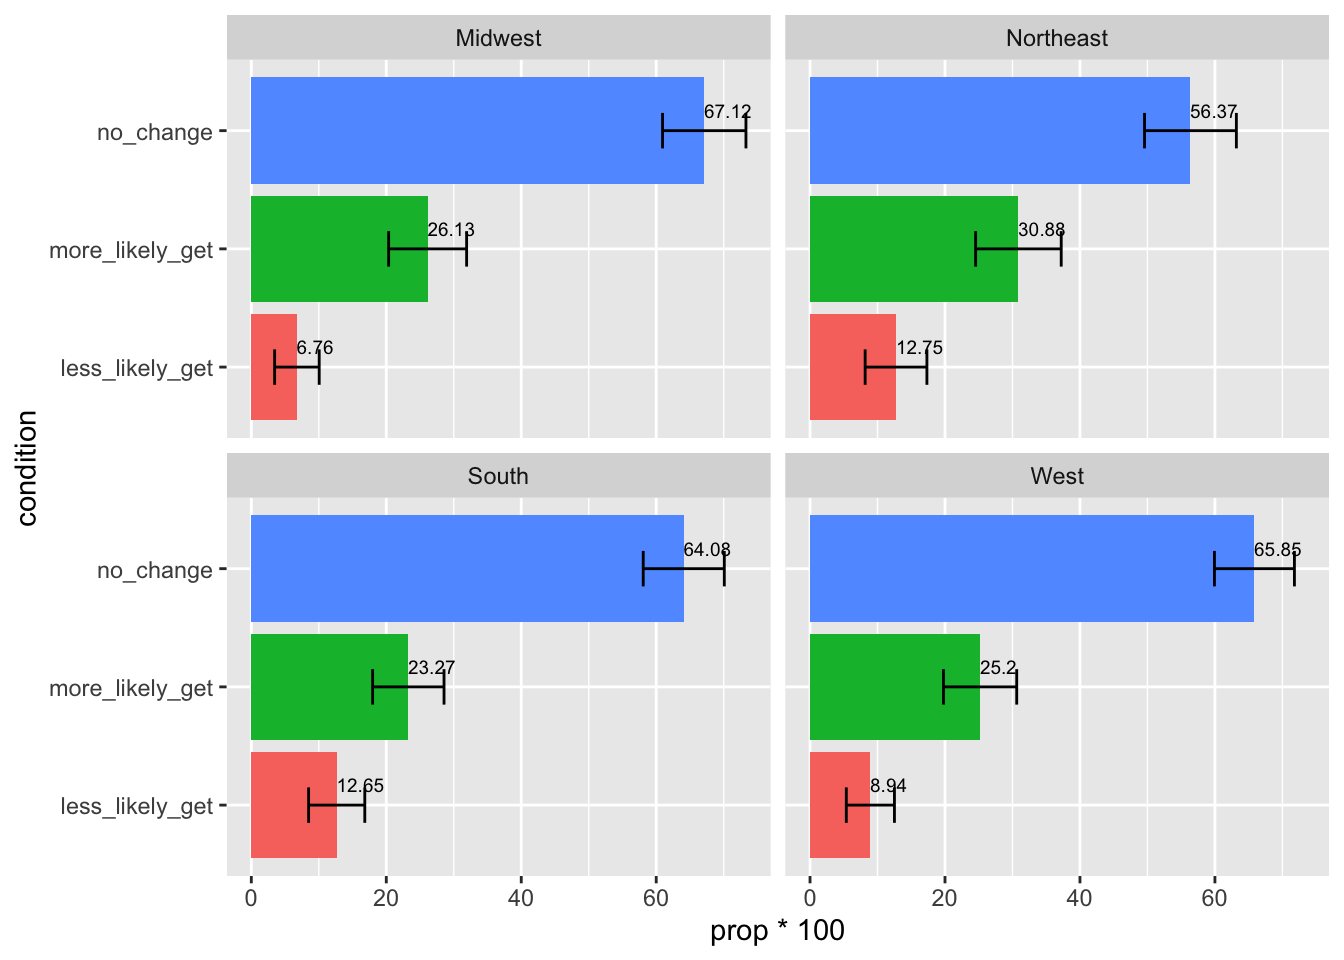 Midwest
Northeast
no_change
67.12
56.37
more_likely_get
26.13
30.88
less_likely_get
6.76
12.75
condition
South
West
no_change
64.08
65.85
more_likely_get
23.27
25.2
less_likely_get
12.65
8.94
0 20 40 60
0 20 40 60
prop * 100